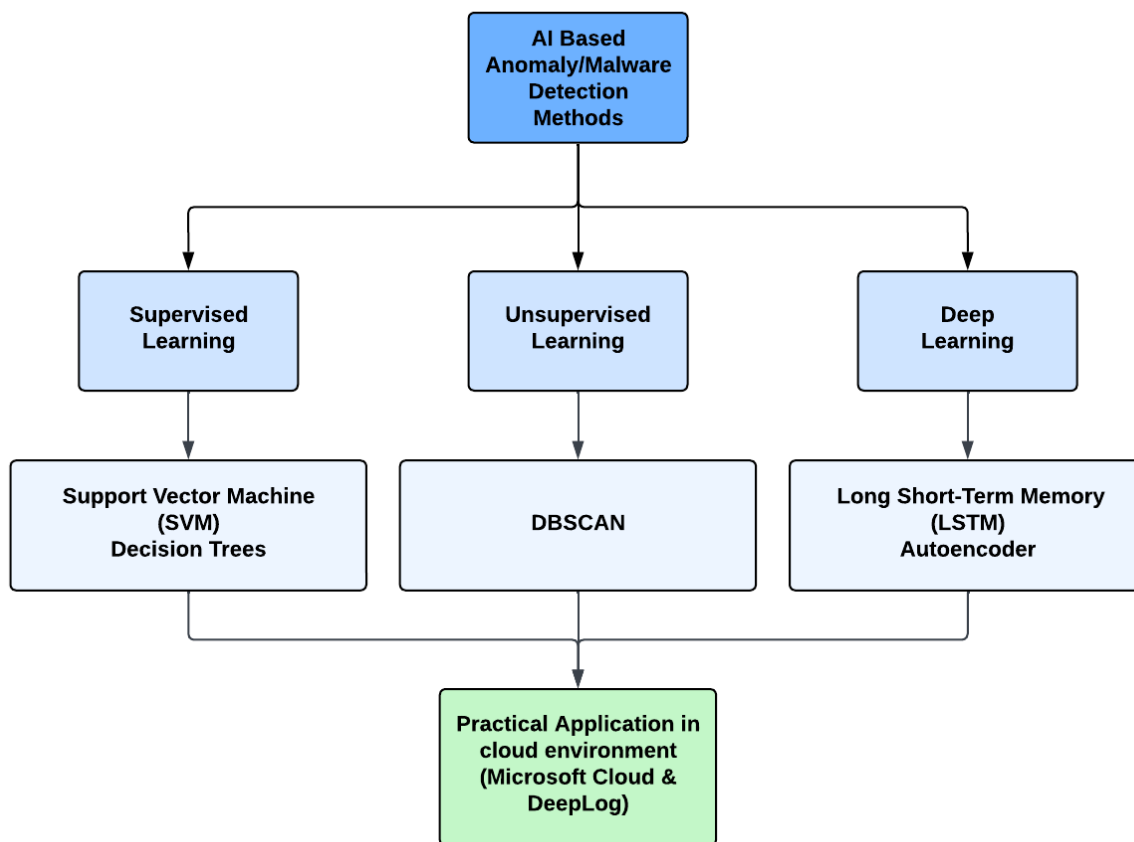 AI Based
Anomaly/Malware
Detection
Methods
Supervised
Learning
Unsupervised
Learning
Deep
Learning
Support Vector Machine
(SVM)
Decision Trees
DBSCAN
Long Short-Term Memory
(LSTM)
Autoencoder
Practical Application in
cloud environment
(Microsoft Cloud &
DeepLog)